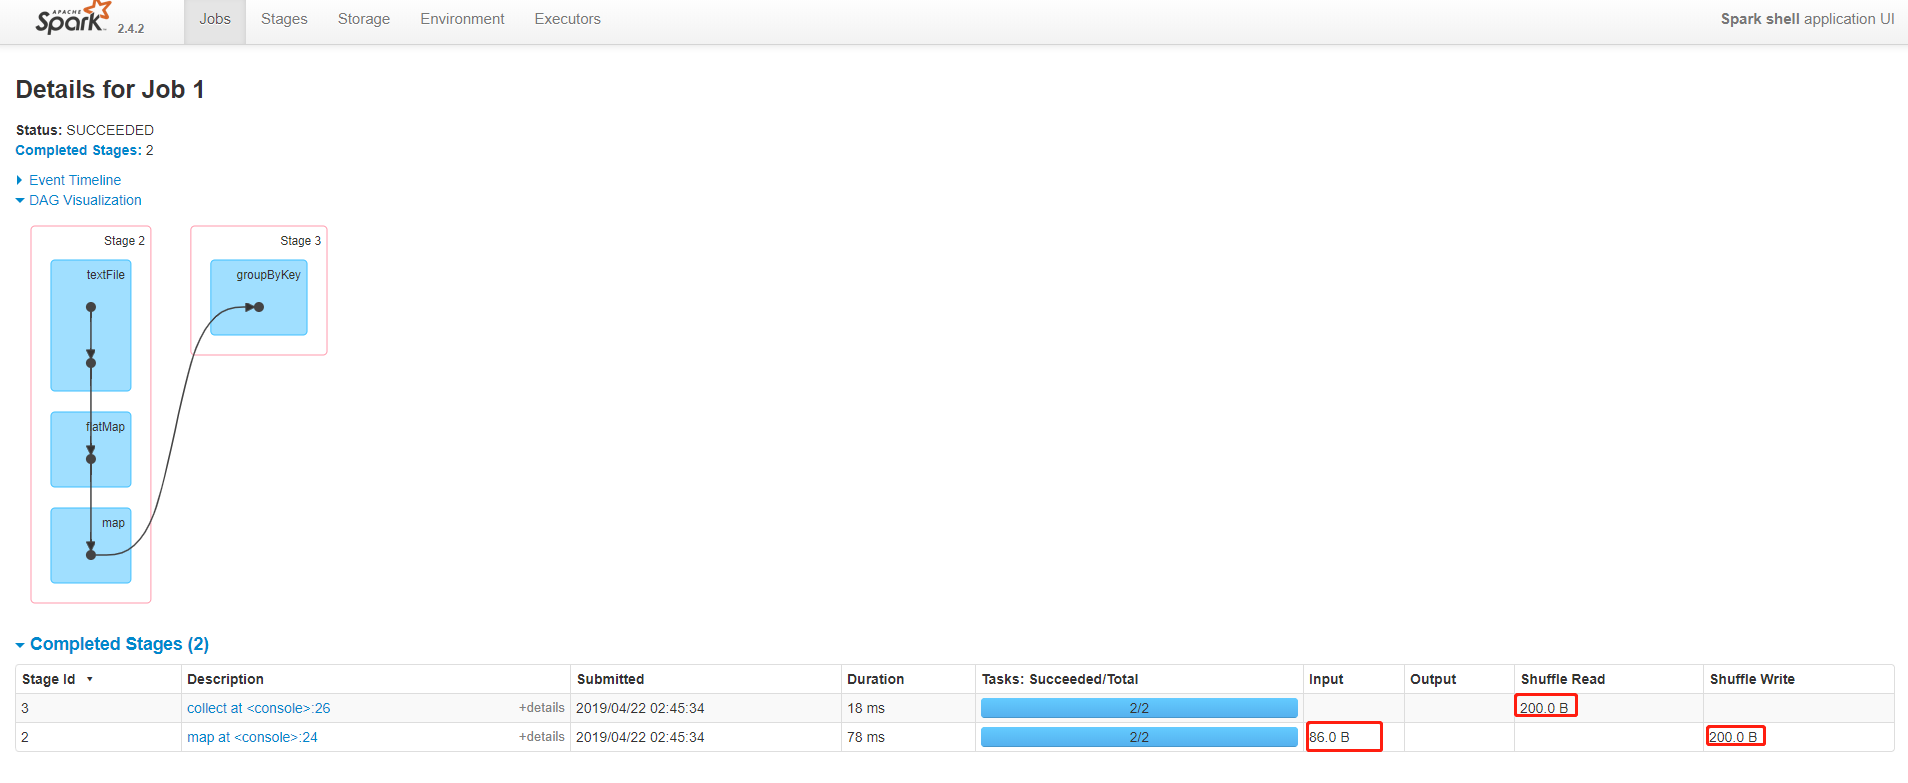 APACHE
Spark 2.4.2 Jobs Stages Storage Environment Executors Spark shell application UI
Details for Job 1
Status: SUCCEEDED
Completed Stages: 2
Event Timeline
DAG Visualization
Stage 2 Stage 3
textFile groupByKey
flatMap
map
Completed Stages (2)
Stage Id Description Submitted Duration Tasks: Succeeded/Total Input Output Shuffle Read Shuffle Write
3 collect at <console>:26 +details 2019/04/22 02:45:34 18 ms 2/2 200.0 B
2 map at <console>:24 +details 2019/04/22 02:45:34 78 ms 2/2 86.0 B 200.0 B